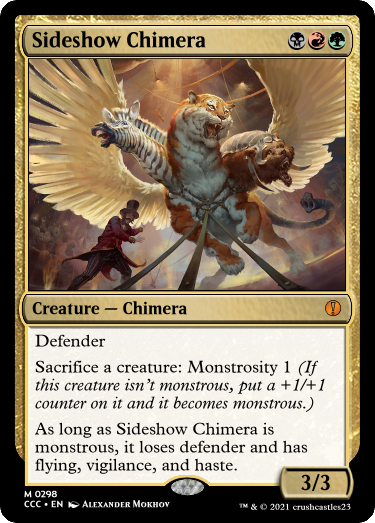 Sideshow Chimera
Creature — Chimera
Defender
Sacrifice a creature: Monstrosity 1 (If
this creature isn't monstrous, put a +1/+1
counter on it and it becomes monstrous.)
As long as Sideshow Chimera is
monstrous, it loses defender and has
flying, vigilance, and haste.
3/3
M 0298
CCC • EN Alexander Mokhov
™ & © 2021 crushcastles23